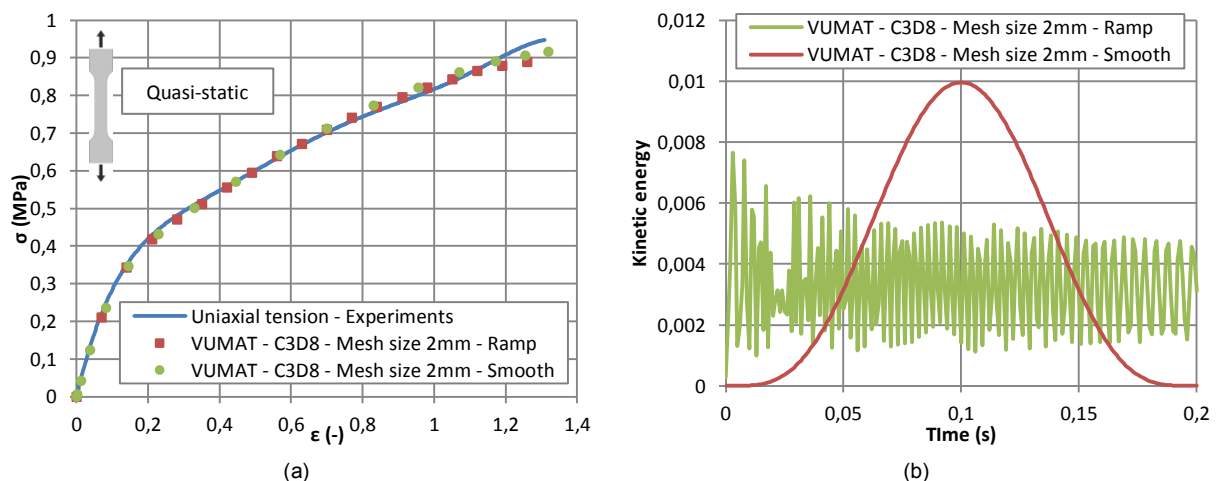 1
0,9
0,8
0,7
0,6
0,5
0,4
0,3
0,2
0,1
0
σ (MPa)
Quasi-static
Uniaxial tension - Experiments
VUMAT - C3D8 - Mesh size 2mm - Ramp
VUMAT - C3D8 - Mesh size 2mm - Smooth
0 0,2 0,4 0,6 0,8 1 1,2 1,4
ε (-)
(a)
0,012
0,01
0,008
0,006
0,004
0,002
0
Kinetic energy
VUMAT - C3D8 - Mesh size 2mm - Ramp
VUMAT - C3D8 - Mesh size 2mm - Smooth
0 0,05 0,1 0,15 0,2
TIme (s)
(b)